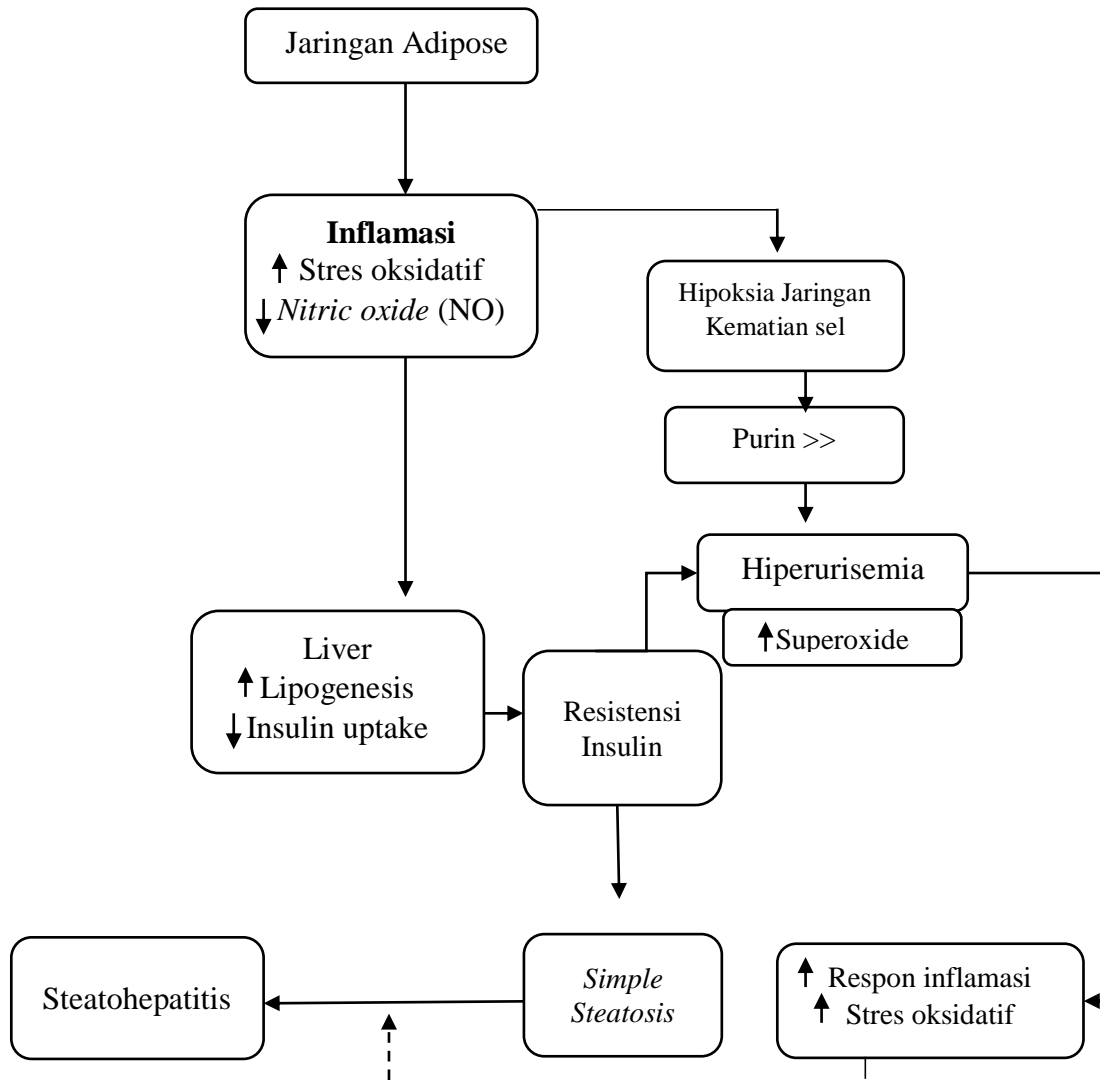 Jaringan Adipose
Inflamasi
↑ Stres oksidatif
↓ Nitric oxide (NO)
Hipoksia Jaringan
Kematian sel
Purin >>
Hiperurisemia
↑Superoxide
Liver
↑ Lipogenesis
↓ Insulin uptake
Resistensi
Insulin
Steatohepatitis
Simple
Steatosis
↑ Respon inflamasi
↑ Stres oksidatif